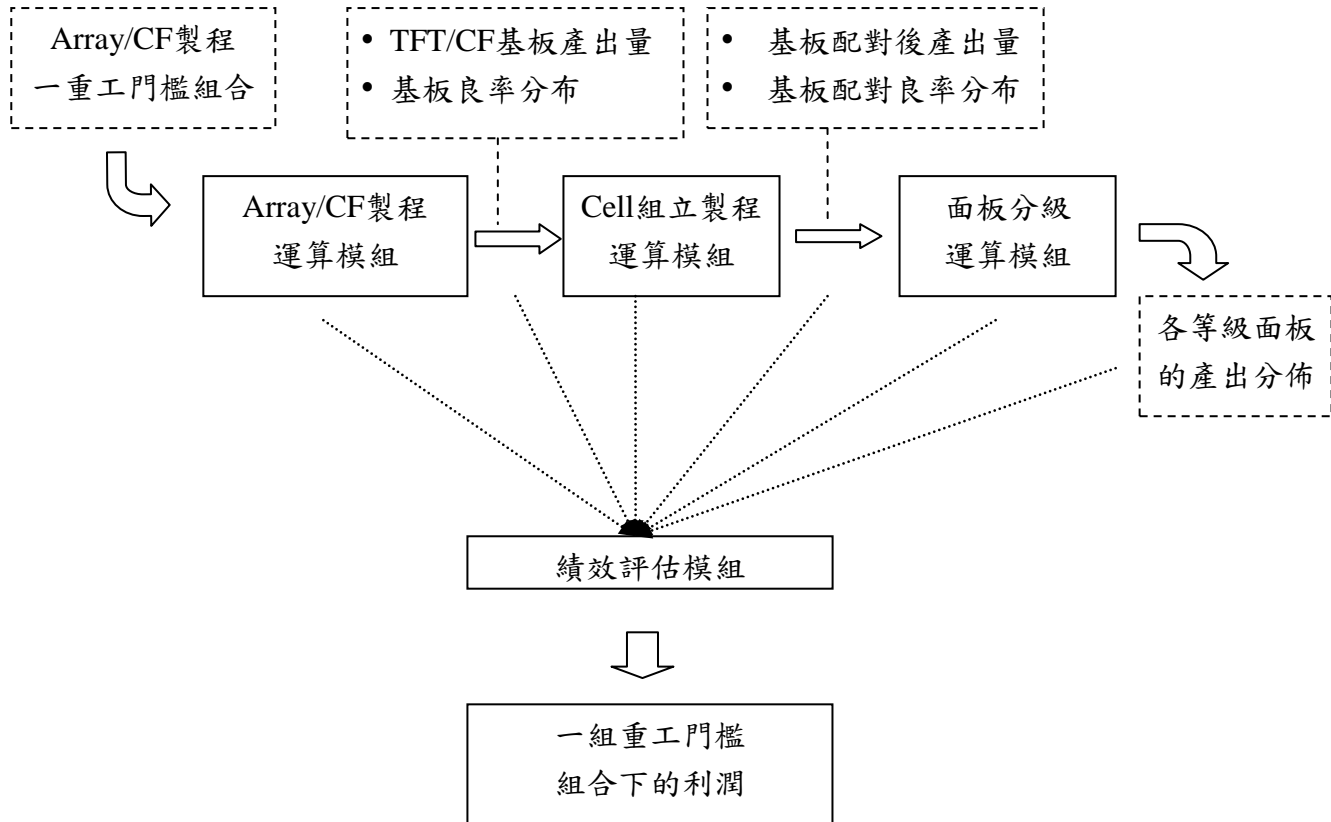 Array/CF製程
一重工門檻組合
• TFT/CF基板產出量
• 基板良率分布
• 基板配對後產出量
• 基板配對良率分布
Array/CF製程
運算模組
Cell組立製程
運算模組
面板分級
運算模組
各等級面板
的產出分佈
績效評估模組
一組重工門檻
組合下的利潤